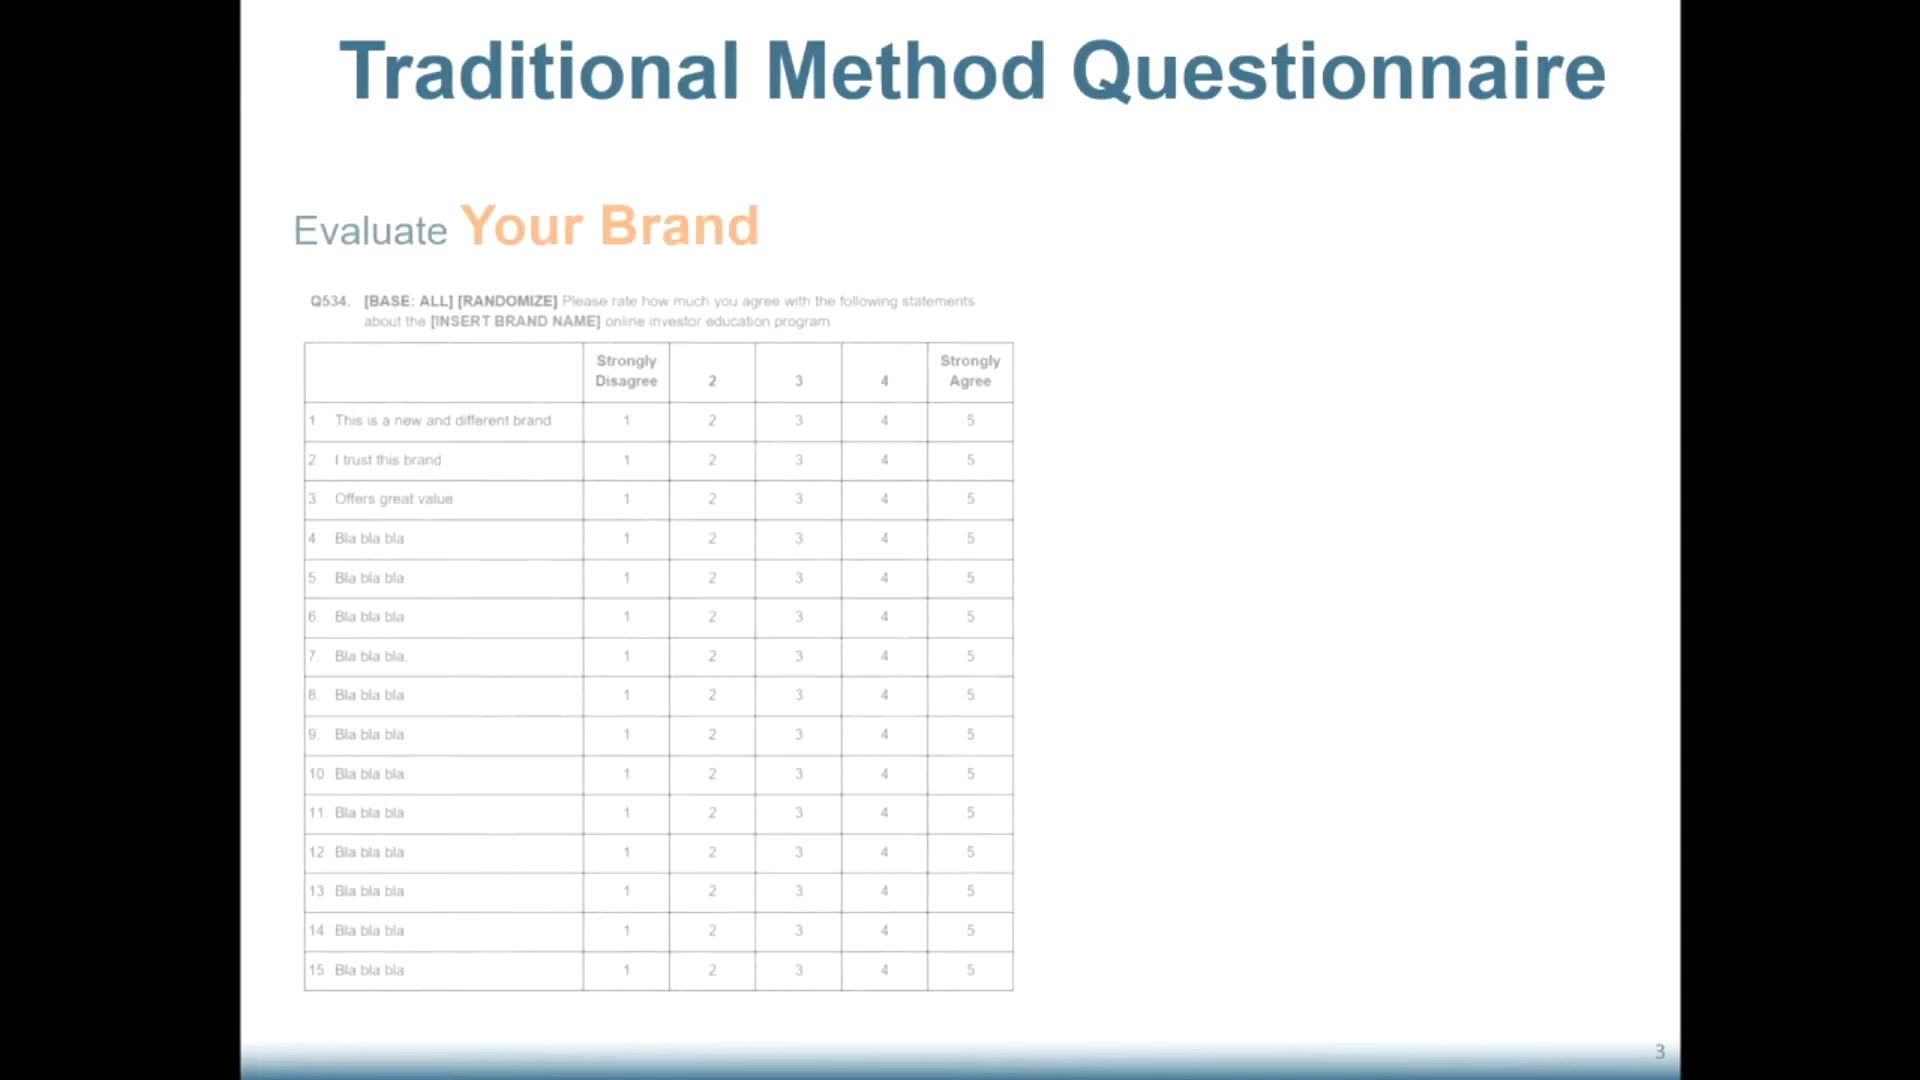 Traditional Method Questionnaire
Evaluate Your Brand
Q534. [BASE: ALL] [RANDOMIZE] Please rate how much you agree with the following statements
about the [INSERT BRAND NAME] online investor education program.
Strongly Disagree 2 3 4 Strongly Agree
1. This is a new and different brand 1 2 3 4 5
2. I trust this brand 1 2 3 4 5
3. Offers great value 1 2 3 4 5
4. Bla bla bla 1 2 3 4 5
5. Bla bla bla 1 2 3 4 5
6. Bla bla bla 1 2 3 4 5
7. Bla bla bla. 1 2 3 4 5
8. Bla bla bla 1 2 3 4 5
9. Bla bla bla 1 2 3 4 5
10 Bla bla bla. 1 2 3 4 5
11. Bla bla bla 1 2 3 4 5
12 Bla bla bla 1 2 3 4 5
13 Bla bla bla 1 2 3 4 5
14 Bla bla bla 1 2 3 4 5
15 Bla bla bla 1 2 3 4 5
3